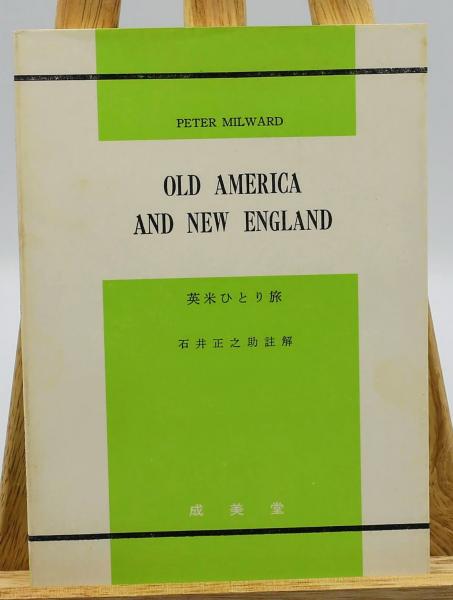 PETER MILWARD
OLD AMERICA
AND NEW ENGLAND
英米ひとり旅
石井正之助註解
成美堂